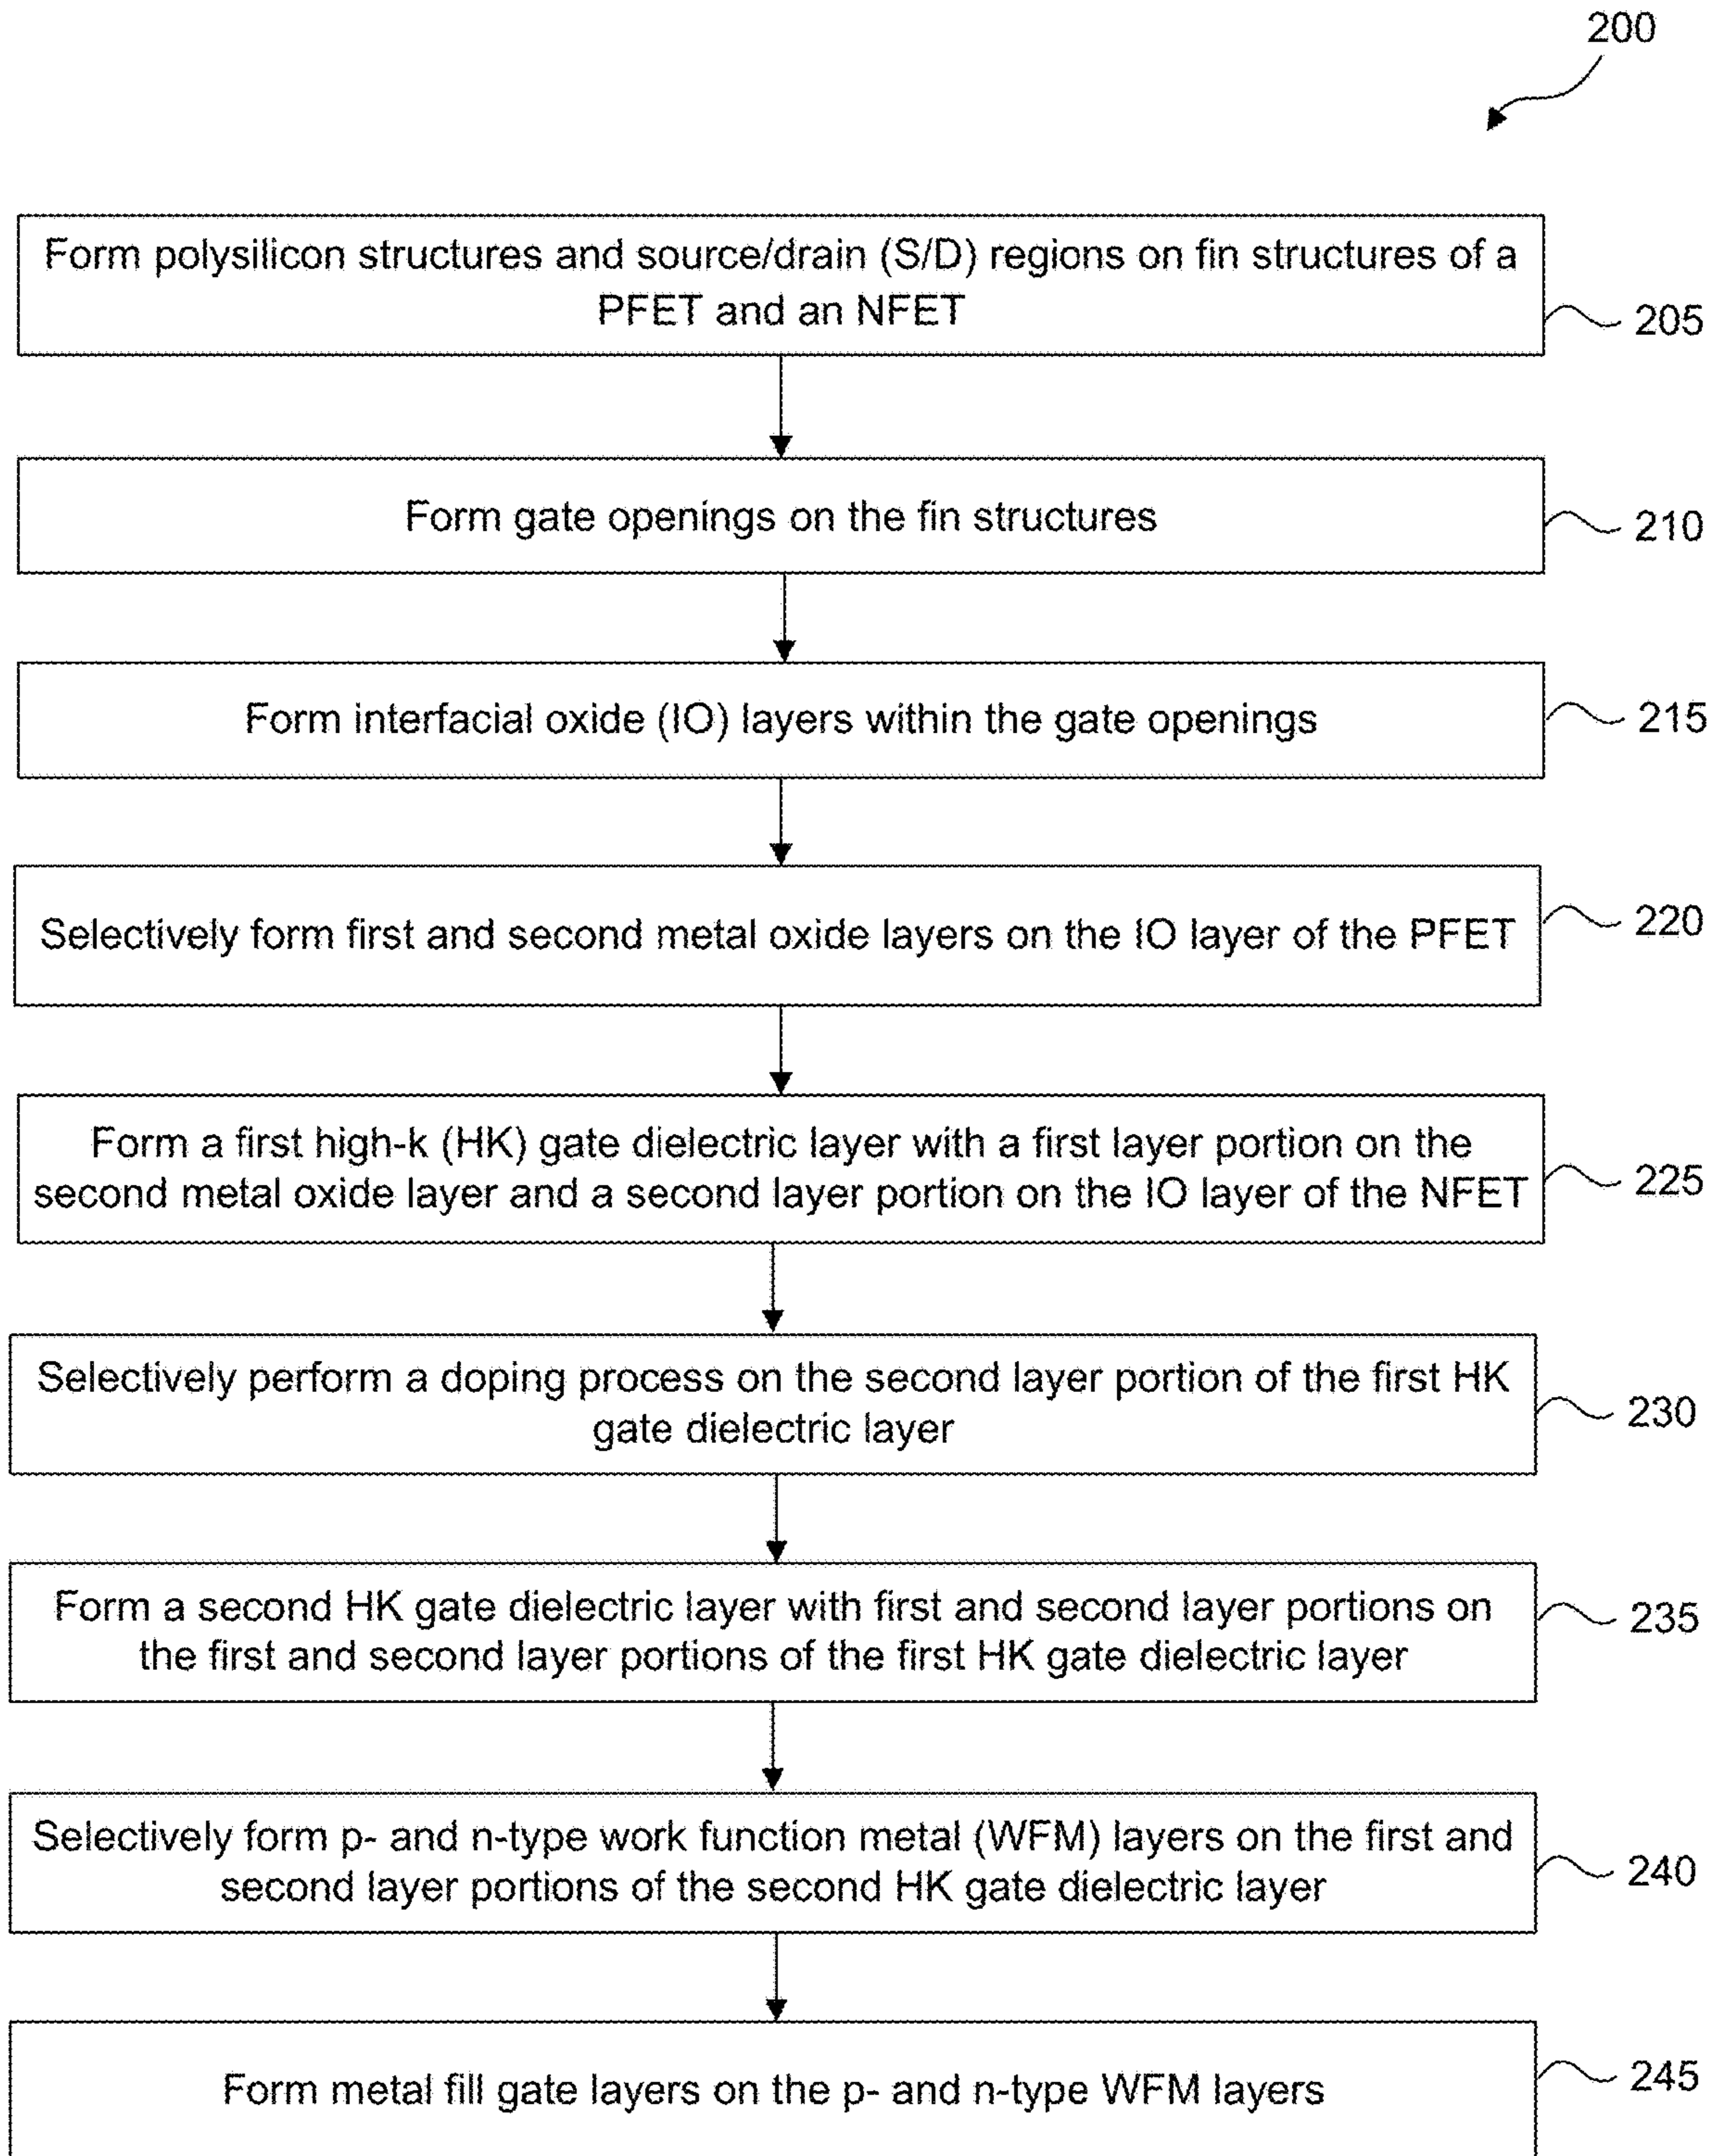 200
Form polysilicon structures and source/drain (S/D) regions on fin structures of a
PFET and an NFET
205
Form gate openings on the fin structures
210
Form interfacial oxide (IO) layers within the gate openings
215
Selectively form first and second metal oxide layers on the IO layer of the PFET
220
Form a first high-k (HK) gate dielectric layer with a first layer portion on the
second metal oxide layer and a second layer portion on the IO layer of the NFET
225
Selectively perform a doping process on the second layer portion of the first HK
gate dielectric layer
230
Form a second HK gate dielectric layer with first and second layer portions on
the first and second layer portions of the first HK gate dielectric layer
235
Selectively form p- and n-type work function metal (WFM) layers on the first and
second layer portions of the second HK gate dielectric layer
240
Form metal fill gate layers on the p- and n-type WFM layers
245